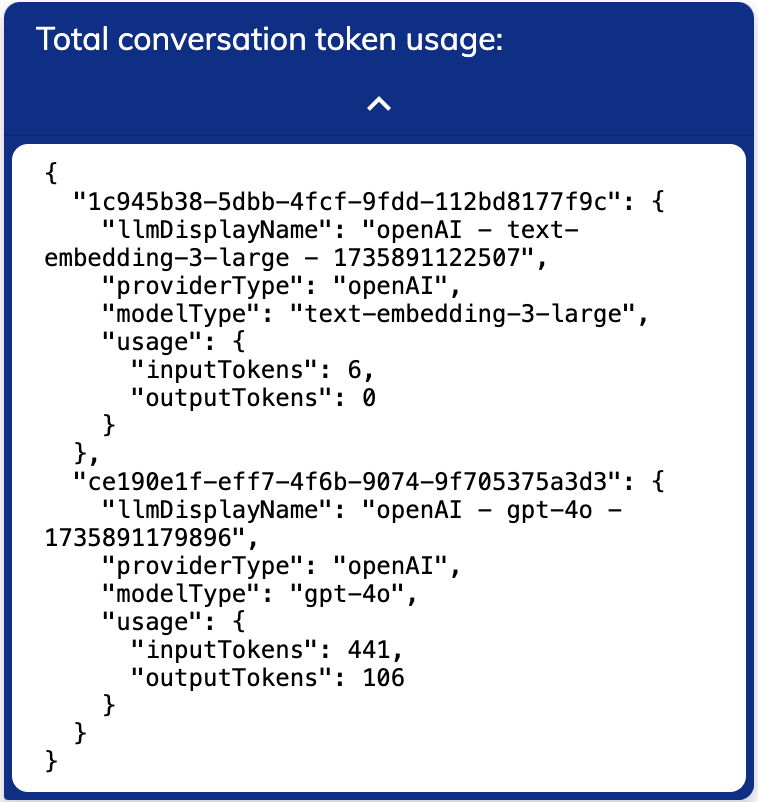 Total conversation token usage:
{
  "1c945b38-5dbb-4fcf-9fdd-112bd8177f9c": {
    "llmDisplayName": "openAI - text-
embedding-3-large - 1735891122507",
    "providerType": "openAI",
    "modelType": "text-embedding-3-large",
    "usage": {
      "inputTokens": 6,
      "outputTokens": 0
    }
  },
  "ce190e1f-eff7-4f6b-9074-9f705375a3d3": {
    "llmDisplayName": "openAI - gpt-4o -
1735891179896",
    "providerType": "openAI",
    "modelType": "gpt-4o",
    "usage": {
      "inputTokens": 441,
      "outputTokens": 106
    }
  }
}